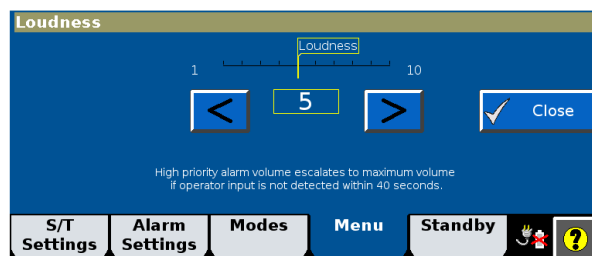 Loudness
Loudness
1
10
<
5
>
Close
High priority alarm volume escalates to maximum volume
if operator input is not detected within 40 seconds.
S/T
Settings
Alarm
Settings
Modes
Menu
Standby
?